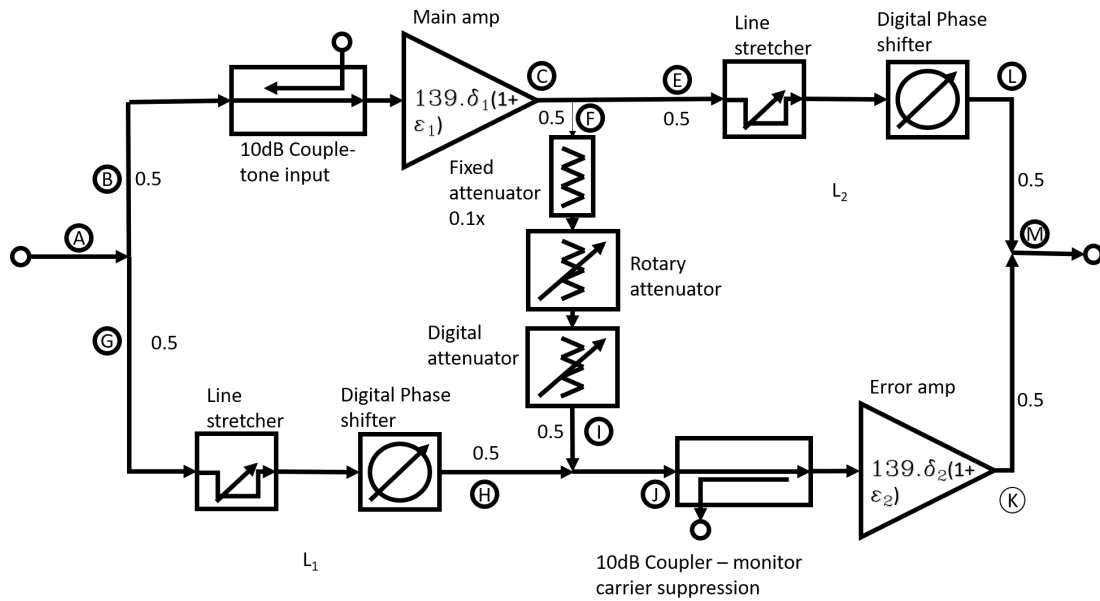 Main amp
Line
stretcher
Digital Phase
shifter
C
E
L
139.δ₁(1+
ε₁)
0.5
F
0.5
10dB Couple-
tone input
Fixed
attenuator
0.1x
B
0.5
L₂
0.5
A
M
Rotary
attenuator
G
0.5
Digital
attenuator
Error amp
Line
stretcher
Digital Phase
shifter
0.5
0.5
I
0.5
139.δ₂(1+
ε₂)
H
J
K
L₁
10dB Coupler – monitor
carrier suppression